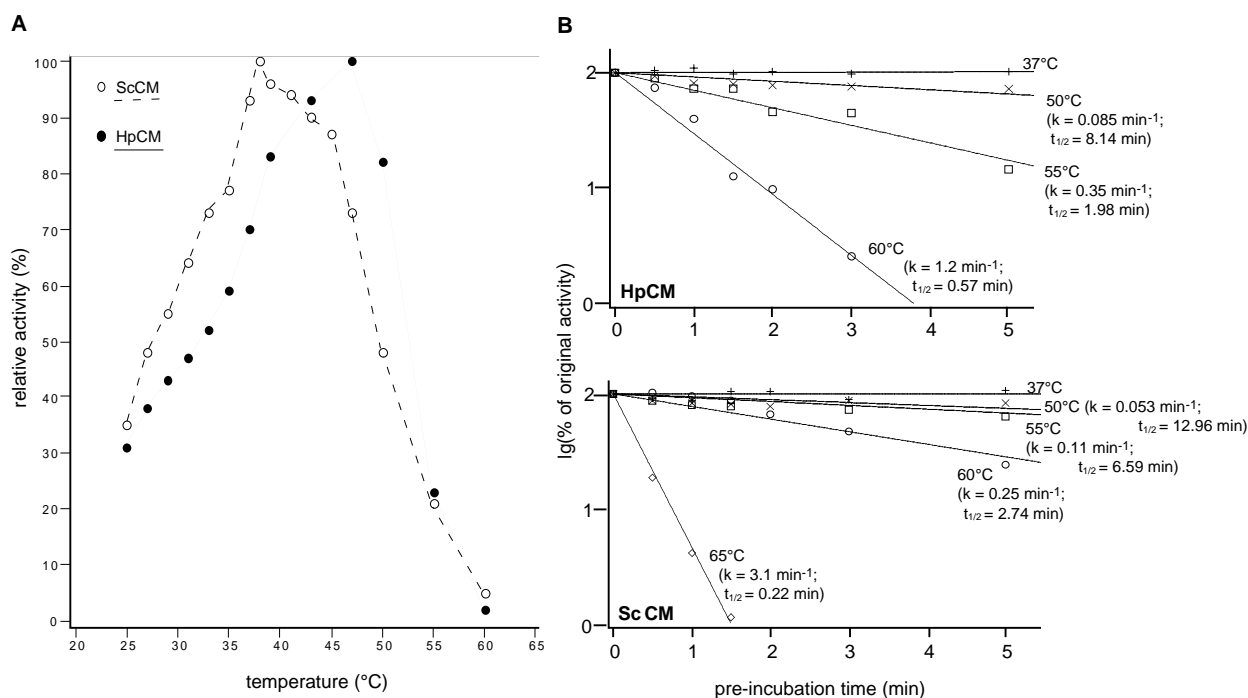 A
100
90
80
70
60
50
40
30
20
10
0
relative activity (%)
ScCM
HpCM
20 25 30 35 40 45 50 55 60 65
temperature (°C)
B
lg(% of original activity)
2
1
0
37°C
50°C
(k = 0.085 min-1;
t1/2 = 8.14 min)
55°C
(k = 0.35 min-1;
t1/2 = 1.98 min)
60°C
(k = 1.2 min-1;
t1/2 = 0.57 min)
HpCM
0 1 2 3 4 5
2
1
0
37°C
50°C (k = 0.053 min-1;
t1/2 = 12.96 min)
55°C
(k = 0.11 min-1;
t1/2 = 6.59 min)
60°C
(k = 0.25 min-1;
t1/2 = 2.74 min)
65°C
(k = 3.1 min-1;
t1/2 = 0.22 min)
Sc CM
0 1 2 3 4 5
pre-incubation time (min)